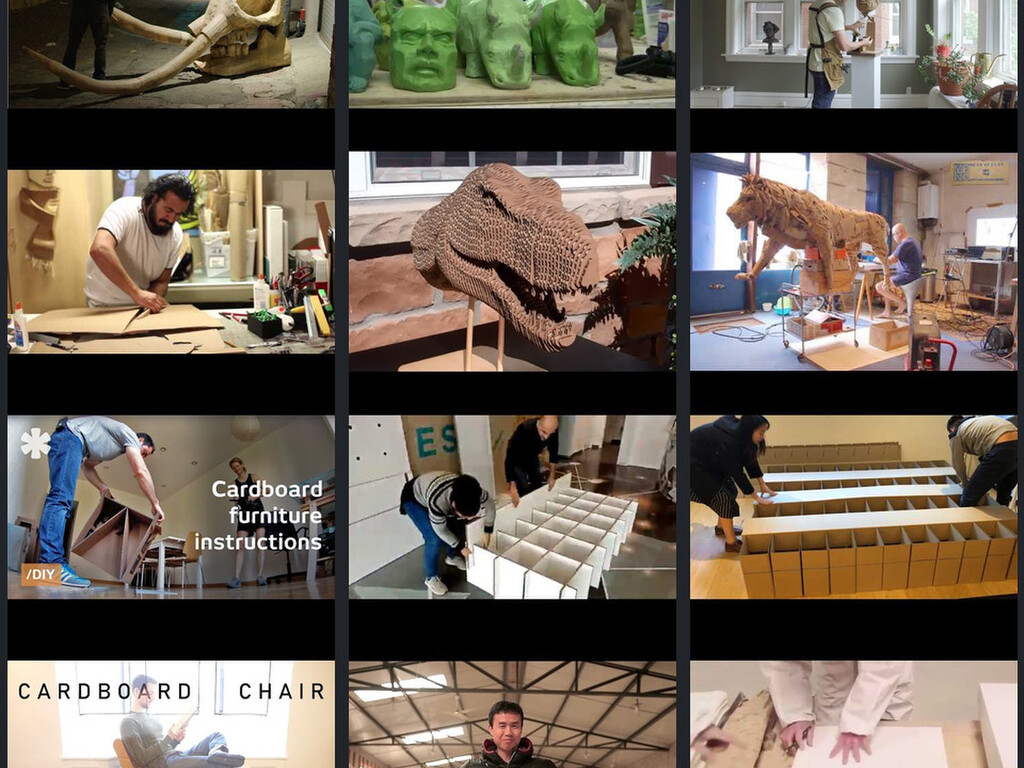 Cardboard
furniture
instructions
/DIY
ES
CARDBOARD CHAIR